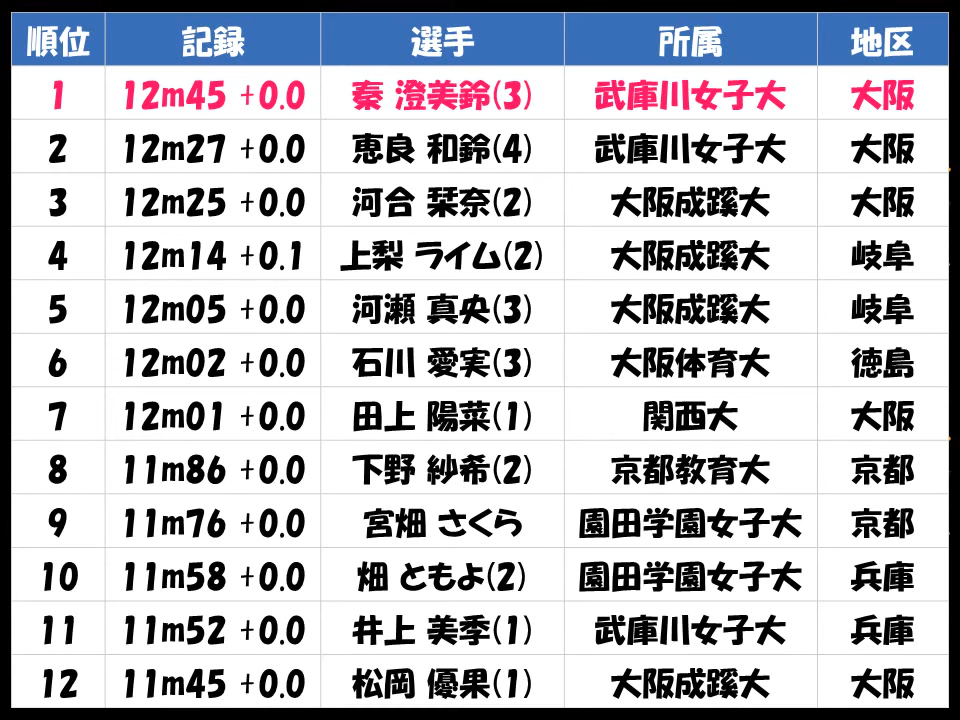 順位 記録 選手 所属 地区
1 12m45 +0.0 秦 澄美鈴(3) 武庫川女子大 大阪
2 12m27 +0.0 恵良 和鈴(4) 武庫川女子大 大阪
3 12m25 +0.0 河合 栞奈(2) 大阪成蹊大 大阪
4 12m14 +0.1 上梨 ライム(2) 大阪成蹊大 岐阜
5 12m05 +0.0 河瀬 真央(3) 大阪成蹊大 岐阜
6 12m02 +0.0 石川 愛実(3) 大阪体育大 徳島
7 12m01 +0.0 田上 陽菜(1) 関西大 大阪
8 11m86 +0.0 下野 紗希(2) 京都教育大 京都
9 11m76 +0.0 宮畑 さくら 園田学園女子大 京都
10 11m58 +0.0 畑 ともよ(2) 園田学園女子大 兵庫
11 11m52 +0.0 井上 美季(1) 武庫川女子大 兵庫
12 11m45 +0.0 松岡 優果(1) 大阪成蹊大 大阪